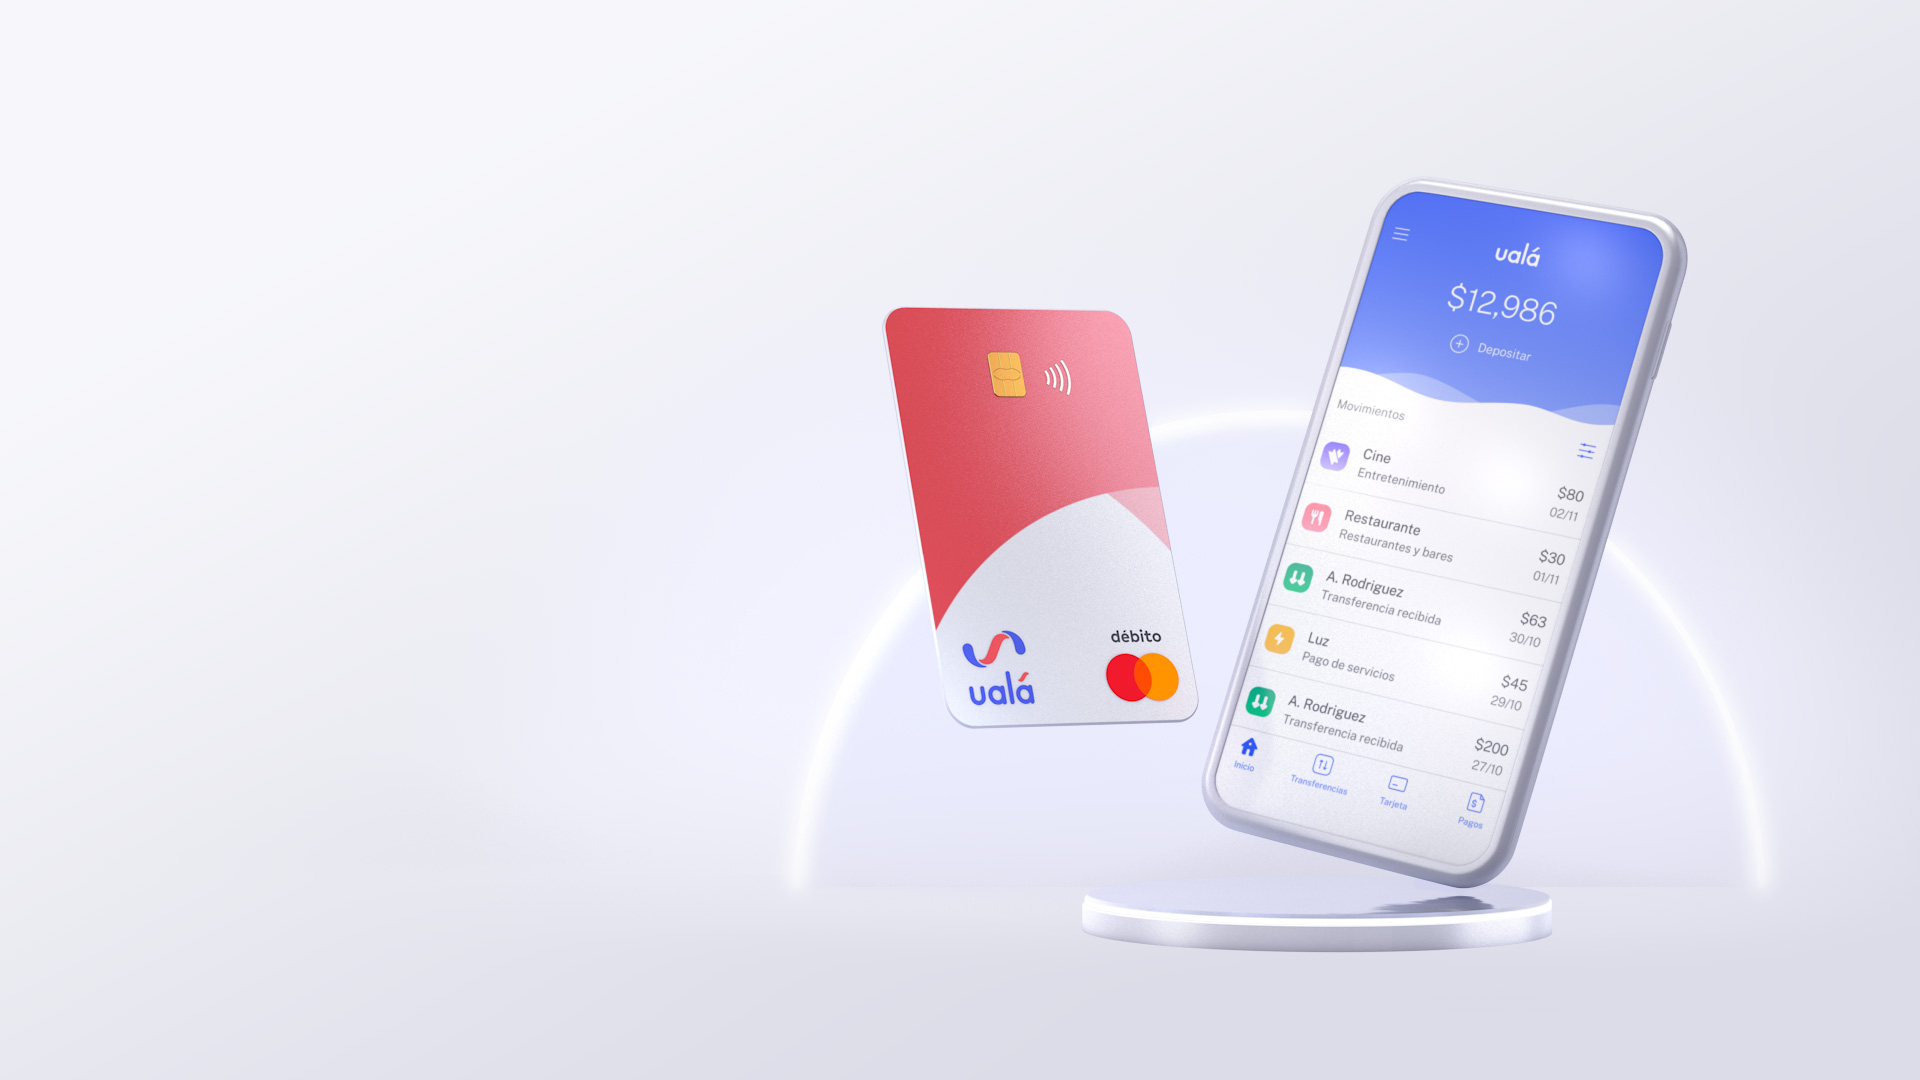 ualá
débito
ualá
$12,986
Depositar
Movimientos
Cine
Entretenimiento
$80
02/11
Restaurante
Restaurantes y bares
$30
01/11
A. Rodriguez
Transferencia recibida
$63
30/10
Luz
Pago de servicios
$45
29/10
A. Rodriguez
Transferencia recibida
$200
27/10
Inicio
Transferencias
Tarjeta
Pagos